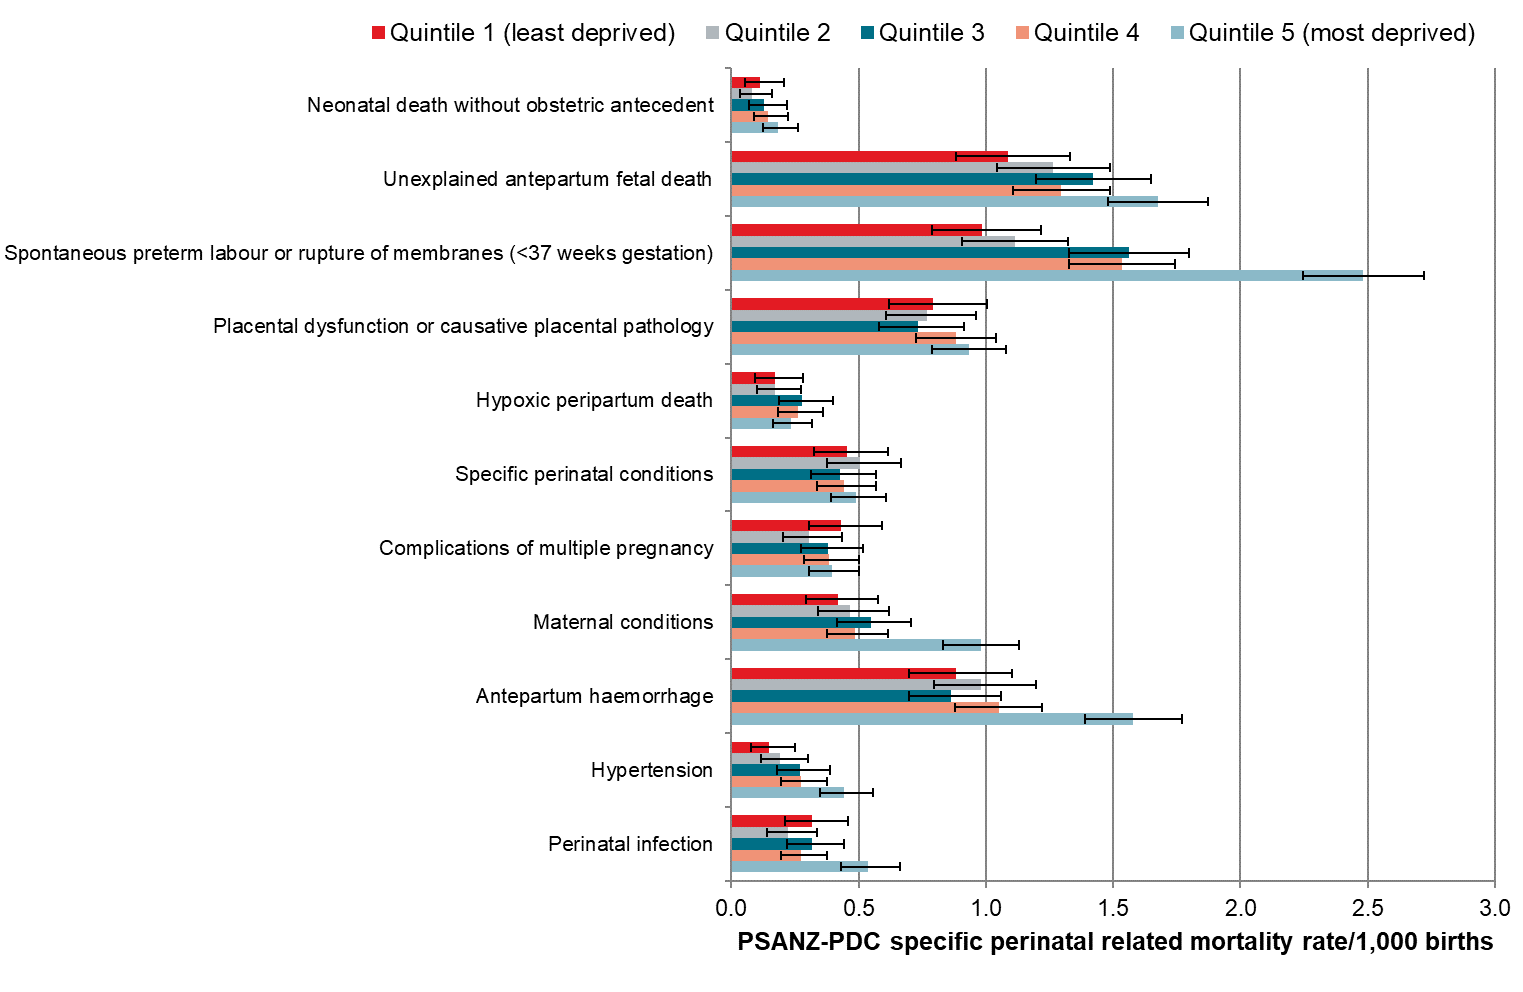 Quintile 1 (least deprived) Quintile 2 Quintile 3 Quintile 4 Quintile 5 (most deprived)
Neonatal death without obstetric antecedent
Unexplained antepartum fetal death
Spontaneous preterm labour or rupture of membranes (<37 weeks gestation)
Placental dysfunction or causative placental pathology
Hypoxic peripartum death
Specific perinatal conditions
Complications of multiple pregnancy
Maternal conditions
Antepartum haemorrhage
Hypertension
Perinatal infection
0.0 0.5 1.0 1.5 2.0 2.5 3.0
PSANZ-PDC specific perinatal related mortality rate/1,000 births